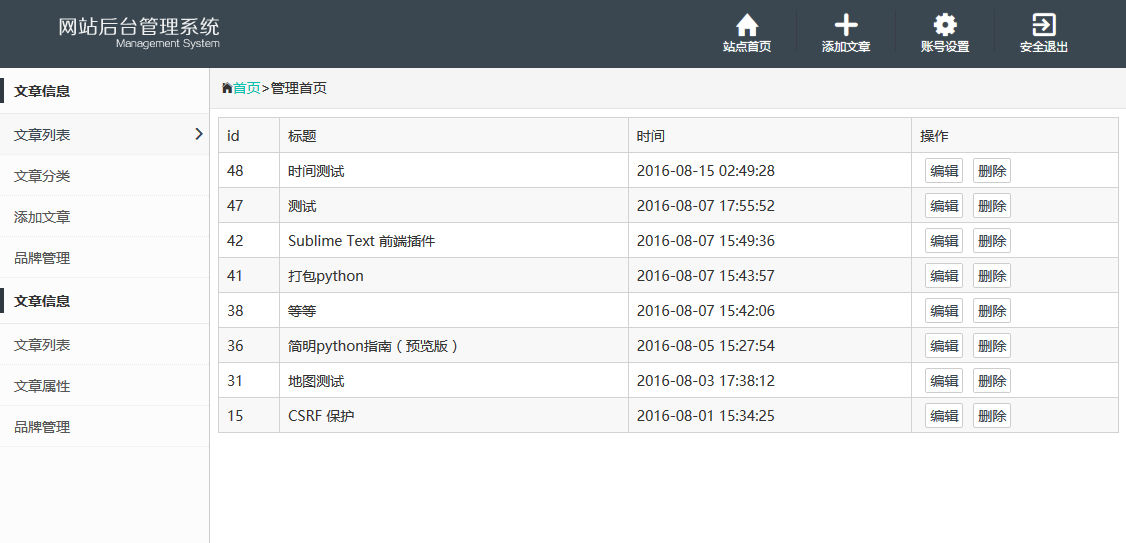 网站后台管理系统
Management System
站点首页 添加文章 账号设置 安全退出
文章信息
文章列表
文章分类
添加文章
品牌管理
文章信息
文章列表
文章属性
品牌管理
首页>管理首页
id 标题 时间 操作
48 时间测试 2016-08-15 02:49:28 编辑 删除
47 测试 2016-08-07 17:55:52 编辑 删除
42 Sublime Text 前端插件 2016-08-07 15:49:36 编辑 删除
41 打包python 2016-08-07 15:43:57 编辑 删除
38 等等 2016-08-07 15:42:06 编辑 删除
36 简明python指南（预览版） 2016-08-05 15:27:54 编辑 删除
31 地图测试 2016-08-03 17:38:12 编辑 删除
15 CSRF 保护 2016-08-01 15:34:25 编辑 删除